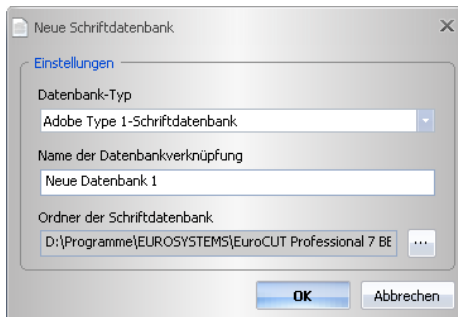 Neue Schriftdatenbank
Einstellungen
Datenbank-Typ
Adobe Type 1-Schriftdatenbank
Name der Datenbankverknüpfung
Neue Datenbank 1
Ordner der Schriftdatenbank
D:\Programme\EUROSYSTEMS\EuroCUT Professional 7 BE
...
OK
Abbrechen